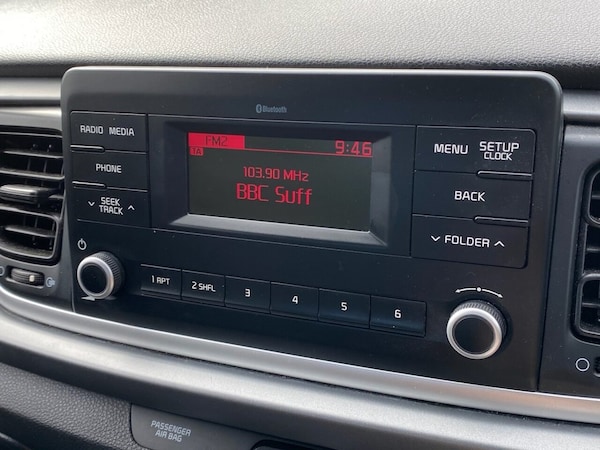 Bluetooth
RADIO MEDIA
PHONE
SEEK
TRACK
FM2
9:46
TA
103.90 MHz
BBC Suff
MENU SETUP
CLOCK
BACK
FOLDER
1 RPT
2 SHFL
3
4
5
6
PASSENGER
AIR BAG